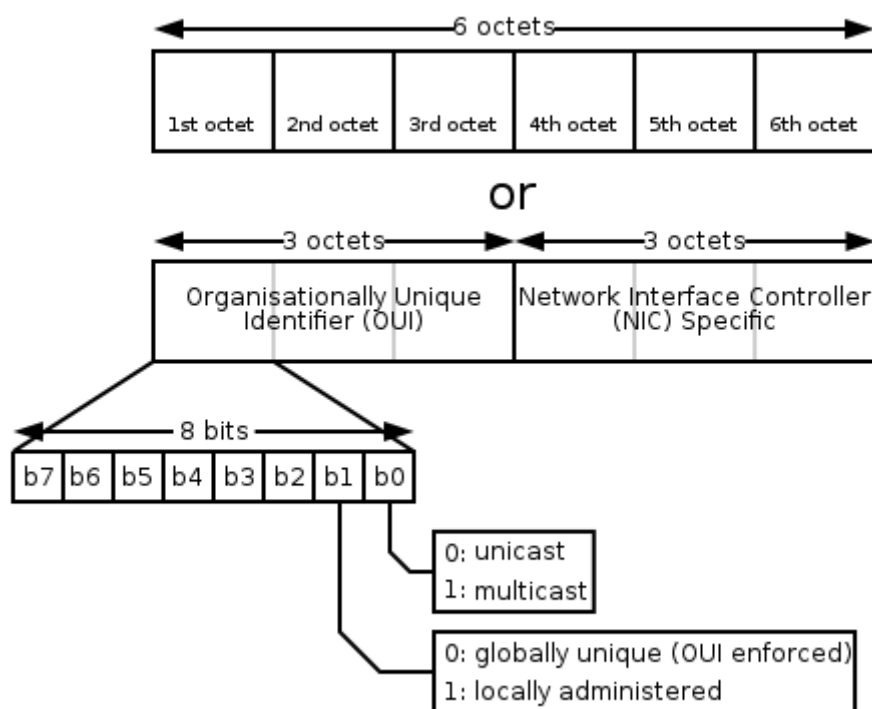 6 octets
1st octet 2nd octet 3rd octet 4th octet 5th octet 6th octet
or
3 octets 3 octets
Organisationally Unique
Identifier (OUI)
Network Interface Controller
(NIC) Specific
8 bits
b7 b6 b5 b4 b3 b2 b1 b0
0: unicast
1: multicast
0: globally unique (OUI enforced)
1: locally administered